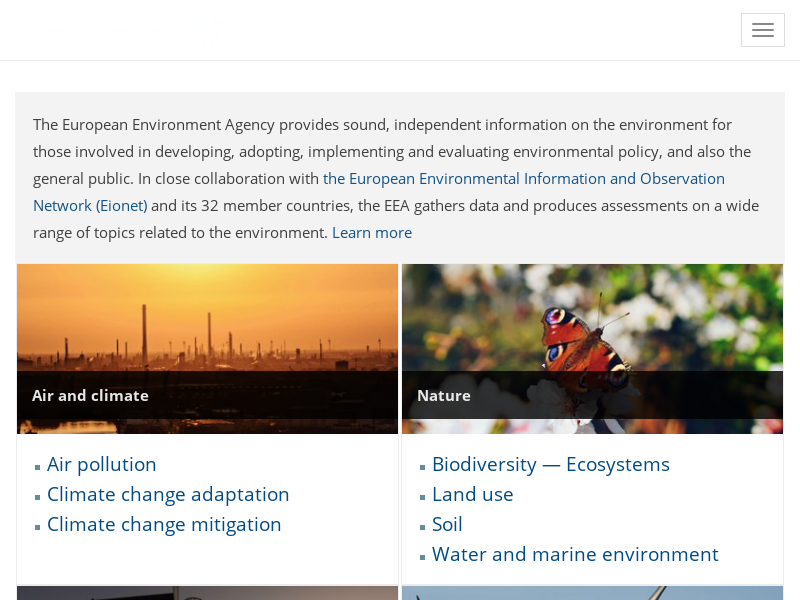 The European Environment Agency provides sound, independent information on the environment for
those involved in developing, adopting, implementing and evaluating environmental policy, and also the
general public. In close collaboration with the European Environmental Information and Observation
Network (Eionet) and its 32 member countries, the EEA gathers data and produces assessments on a wide
range of topics related to the environment. Learn more
Air and climate
Air pollution
Climate change adaptation
Climate change mitigation
Nature
Biodiversity — Ecosystems
Land use
Soil
Water and marine environment